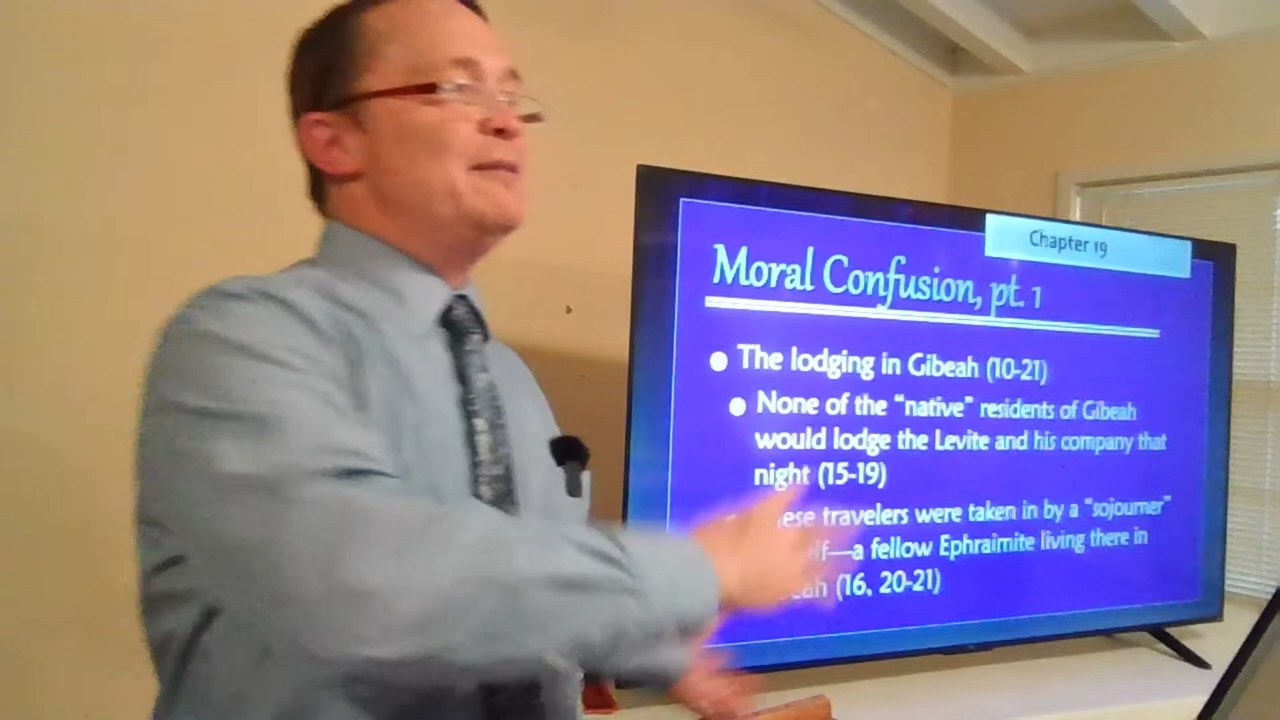 Chapter 19
Moral Confusion, pt. 1
The lodging in Gibeah (10-21)
None of the “native” residents of Gibeah
would lodge the Levite and his company that
night (15-19)
travelers were taken in by a “sojourner”
—a fellow Ephraimite living there in
(16, 20-21)